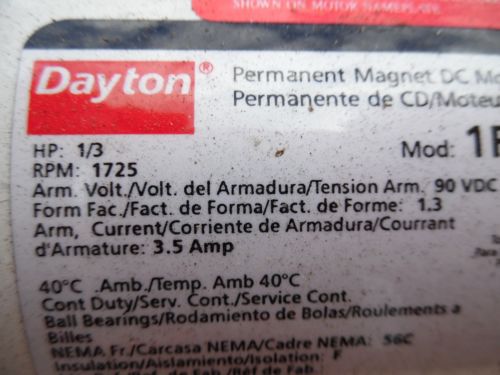 SHOWN ON MOTOR NAMEPLATE
Dayton®
Permanent Magnet DC
Permanente de CD/Moteu
HP: 1/3
Mod:
RPM: 1725
Arm. Volt./Volt. del Armadura/Tension Arm. 90 VDC
Form Fac./Fact. de Forma/Fact. de Forme: 1.3
Arm, Current/Corriente de Armadura/Courrant
d'Armature: 3.5 Amp
40°C .Amb./Temp. Amb 40°C
Cont Duty/Serv. Cont./Service Cont.
Ball Bearings/Rodamiento de Bolas/Roulements a
Billes
NEMA Fr./Carcasa NEMA/Cadre NEMA: 56C
Insulation/Aislamiento/Isolation: F